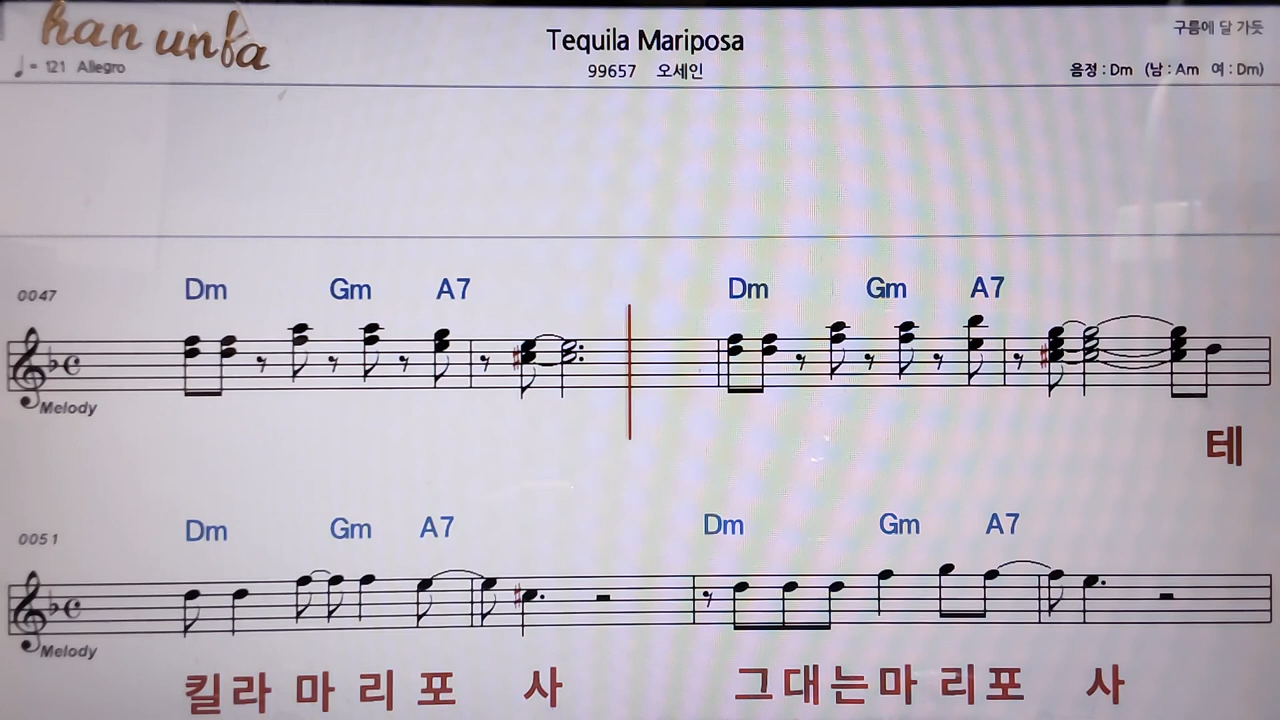 han unfa
Tequila Mariposa
구름에 달 가듯
♩= 121 Allegro
99657 오세인
음정 : Dm (남 : Am 여 : Dm)
0047
Dm Gm A7 Dm Gm A7
Melody
테
0051
Dm Gm A7 Dm Gm A7
Melody
킬라 마 리 포 사 그대는마 리포 사